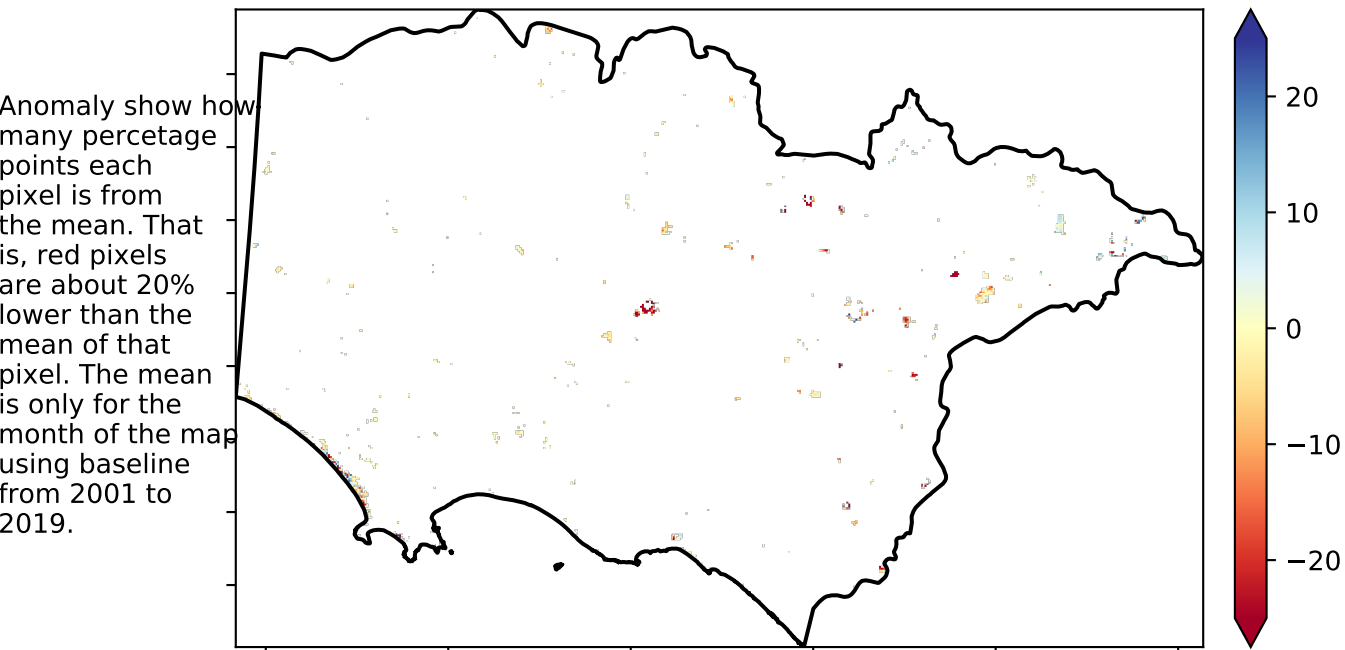 Anomaly show how
many percetage
points each
pixel is from
the mean. That
is, red pixels
are about 20%
lower than the
mean of that
pixel. The mean
is only for the
month of the map
using baseline
from 2001 to
2019.
20
10
0
−10
−20